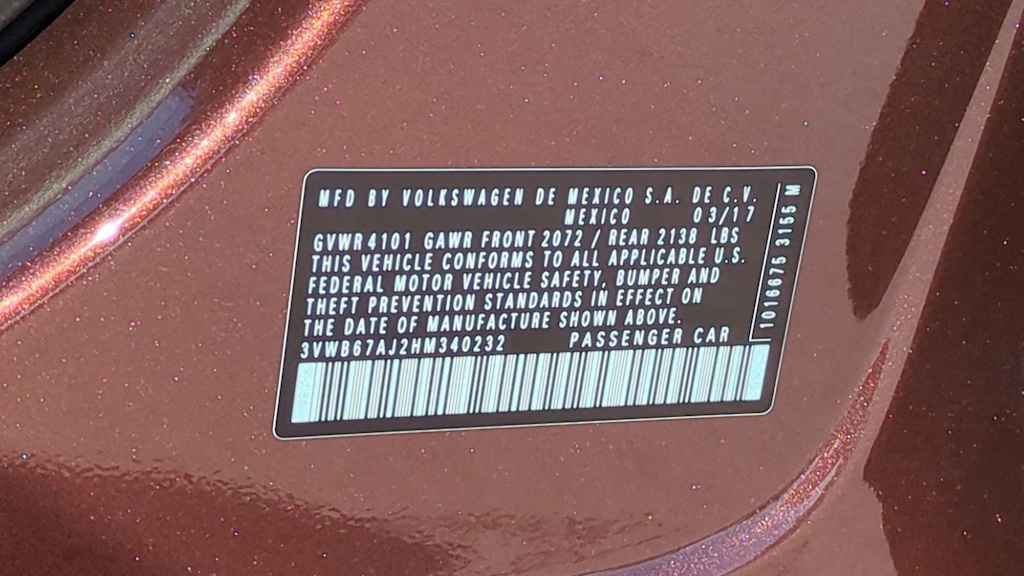 MFD BY VOLKSWAGEN DE MEXICO S.A. DE C.V.
MEXICO 03/17
GVWR 4101 GAWR FRONT 2072 / REAR 2138 LBS
THIS VEHICLE CONFORMS TO ALL APPLICABLE U.S.
FEDERAL MOTOR VEHICLE SAFETY, BUMPER AND
THEFT PREVENTION STANDARDS IN EFFECT ON
THE DATE OF MANUFACTURE SHOWN ABOVE.
3VWB67AJ2HM340232 PASSENGER CAR
1016675 3155 M